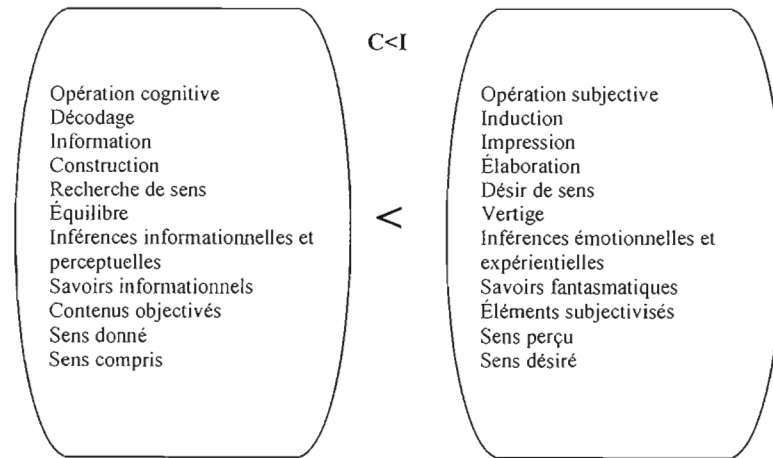 C<I
Opération cognitive
Décodage
Information
Construction
Recherche de sens
Équilibre
Inférences informationnelles et
perceptuelles
Savoirs informationnels
Contenus objectivés
Sens donné
Sens compris
<
Opération subjective
Induction
Impression
Élaboration
Désir de sens
Vertige
Inférences émotionnelles et
expérientielles
Savoirs fantasmatiques
Éléments subjectivisés
Sens perçu
Sens désiré